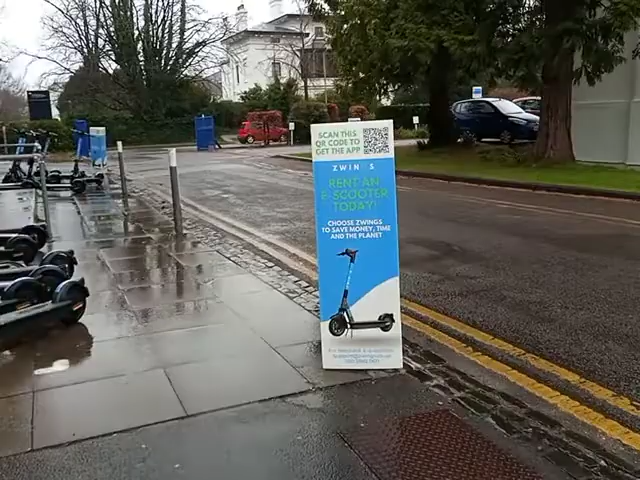 SCAN THIS
QR CODE TO
GET THE APP
ZWINGS
RENT AN
E-SCOOTER
TODAY!
CHOOSE ZWINGS
TO SAVE MONEY, TIME
AND THE PLANET